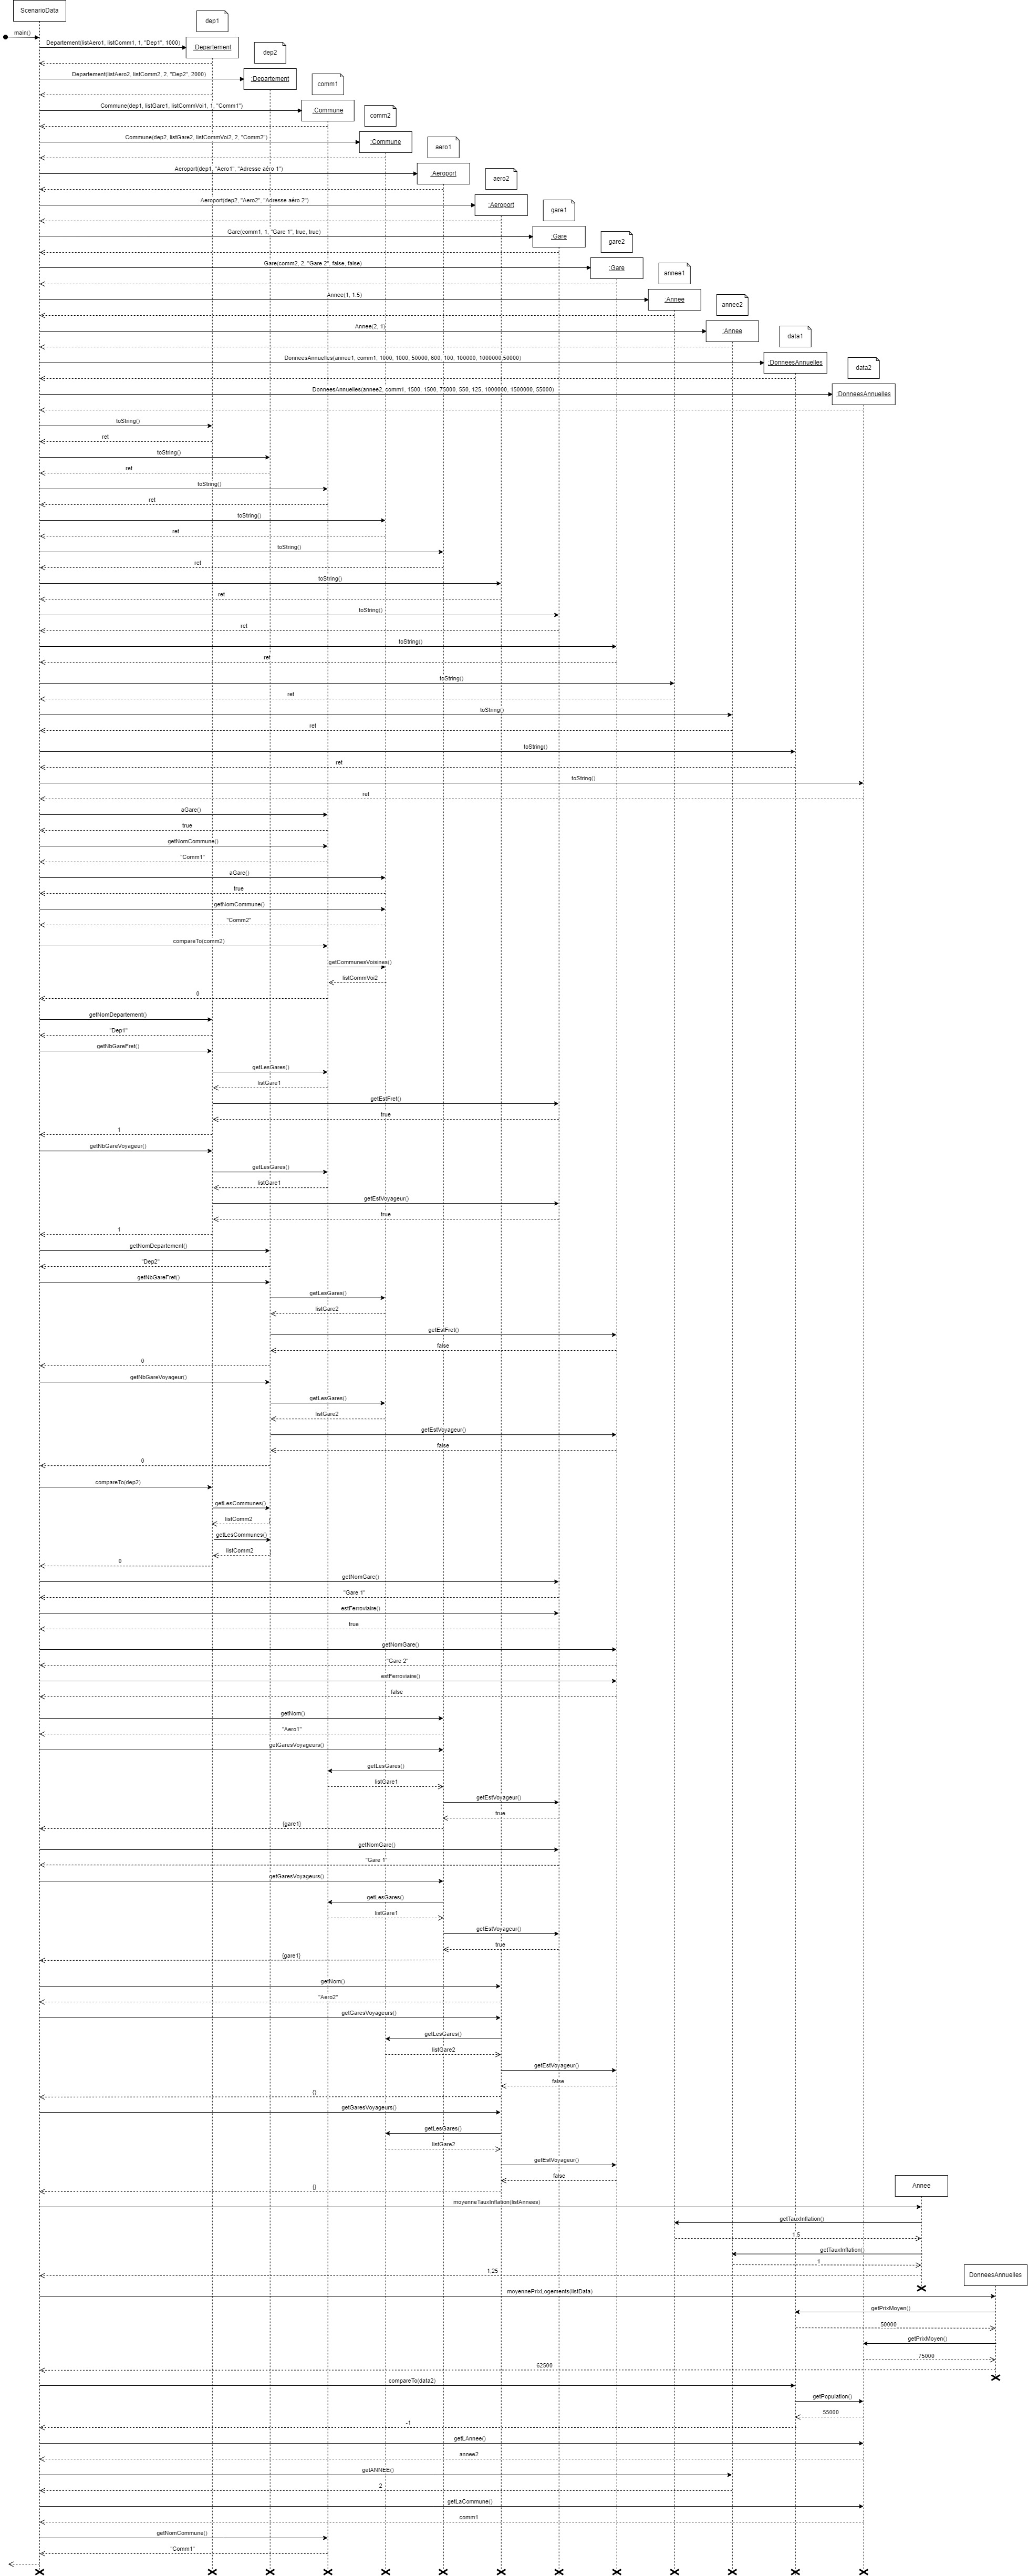 ScenarioData
dep1
main()
Departement(listAero1, listComm1, 1, "Dep1", 1000)
:Departement
dep2
Departement(listAero2, listComm2, 2, "Dep2", 2000)
:Departement
comm1
Commune(dep1, listGare1, listCommVoi1, 1, "Comm1")
:Commune
comm2
Commune(dep2, listGare2, listCommVoi2, 2, "Comm2")
:Commune
aero1
Aeroport(dep1, "Aero1", "Adresse aéro 1")
:Aeroport
aero2
Aeroport(dep2, "Aero2", "Adresse aéro 2")
:Aeroport
gare1
Gare(comm1, 1, "Gare 1", true, true)
:Gare
gare2
Gare(comm2, 2, "Gare 2", false, false)
:Gare
annee1
Annee(1, 1.5)
:Annee
annee2
Annee(2, 1)
:Annee
data1
DonneesAnnuelles(annee1, comm1, 1000, 1000, 50000, 600, 100, 100000, 1000000,50000)
:DonneesAnnuelles
data2
DonneesAnnuelles(annee2, comm1, 1500, 1500, 75000, 550, 125, 1000000, 1500000, 55000)
:DonneesAnnuelles
toString()
ret
toString()
ret
toString()
ret
toString()
ret
toString()
ret
toString()
ret
toString()
ret
toString()
ret
toString()
ret
toString()
ret
toString()
ret
toString()
ret
aGare()
true
getNomCommune()
"Comm1"
aGare()
true
getNomCommune()
"Comm2"
compareTo(comm2)
getCommunesVoisines()
listCommVoi2
0
getNomDepartement()
"Dep1"
getNbGareFret()
getLesGares()
listGare1
getEstFret()
true
1
getNbGareVoyageur()
getLesGares()
listGare1
getEstVoyageur()
true
1
getNomDepartement()
"Dep2"
getNbGareFret()
getLesGares()
listGare2
getEstFret()
false
0
getNbGareVoyageur()
getLesGares()
listGare2
getEstVoyageur()
false
0
compareTo(dep2)
getLesCommunes()
listComm2
getLesCommunes()
listComm2
0
getNomGare()
"Gare 1"
estFerroviaire()
true
getNomGare()
"Gare 2"
estFerroviaire()
false
getNom()
"Aero1"
getGaresVoyageurs()
getLesGares()
listGare1
getEstVoyageur()
true
{gare1}
getNomGare()
"Gare 1"
getGaresVoyageurs()
getLesGares()
listGare1
getEstVoyageur()
true
{gare1}
getNom()
"Aero2"
getGaresVoyageurs()
getLesGares()
listGare2
getEstVoyageur()
false
{}
getGaresVoyageurs()
getLesGares()
listGare2
getEstVoyageur()
false
{}
Annee
moyenneTauxInflation(listAnnees)
getTauxInflation()
1.5
getTauxInflation()
1
1,25
DonneesAnnuelles
moyennePrixLogements(listData)
getPrixMoyen()
50000
getPrixMoyen()
75000
62500
compareTo(data2)
getPopulation()
55000
-1
getLAnnee()
annee2
getANNEE()
2
getLaCommune()
comm1
getNomCommune()
"Comm1"